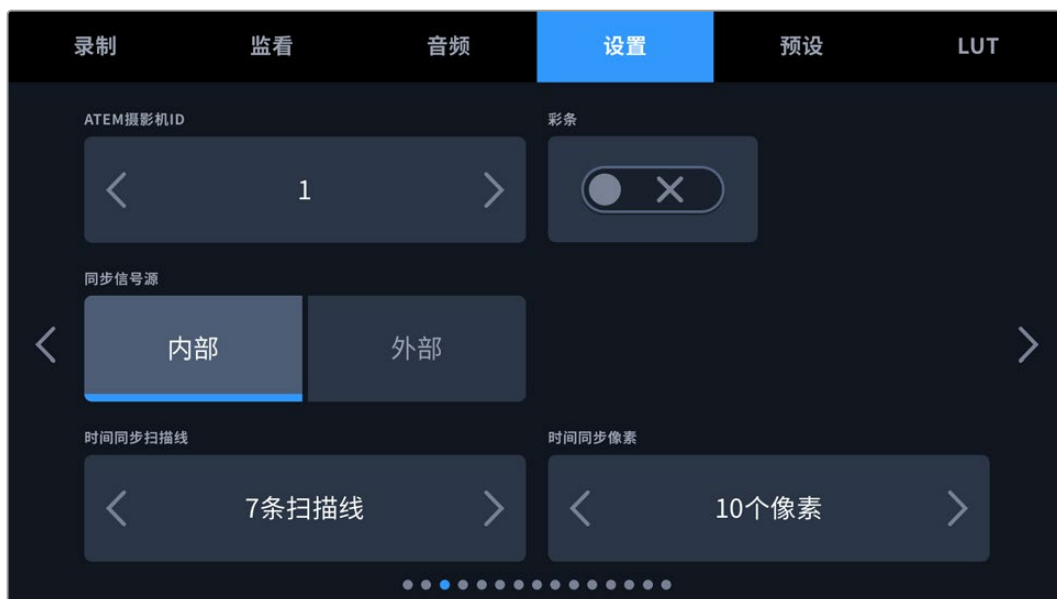 录制 监看 音频 设置 预设 LUT
ATEM摄影机ID 彩条
1
同步信号源
内部 外部
时间同步扫描线 时间同步像素
7条扫描线 10个像素